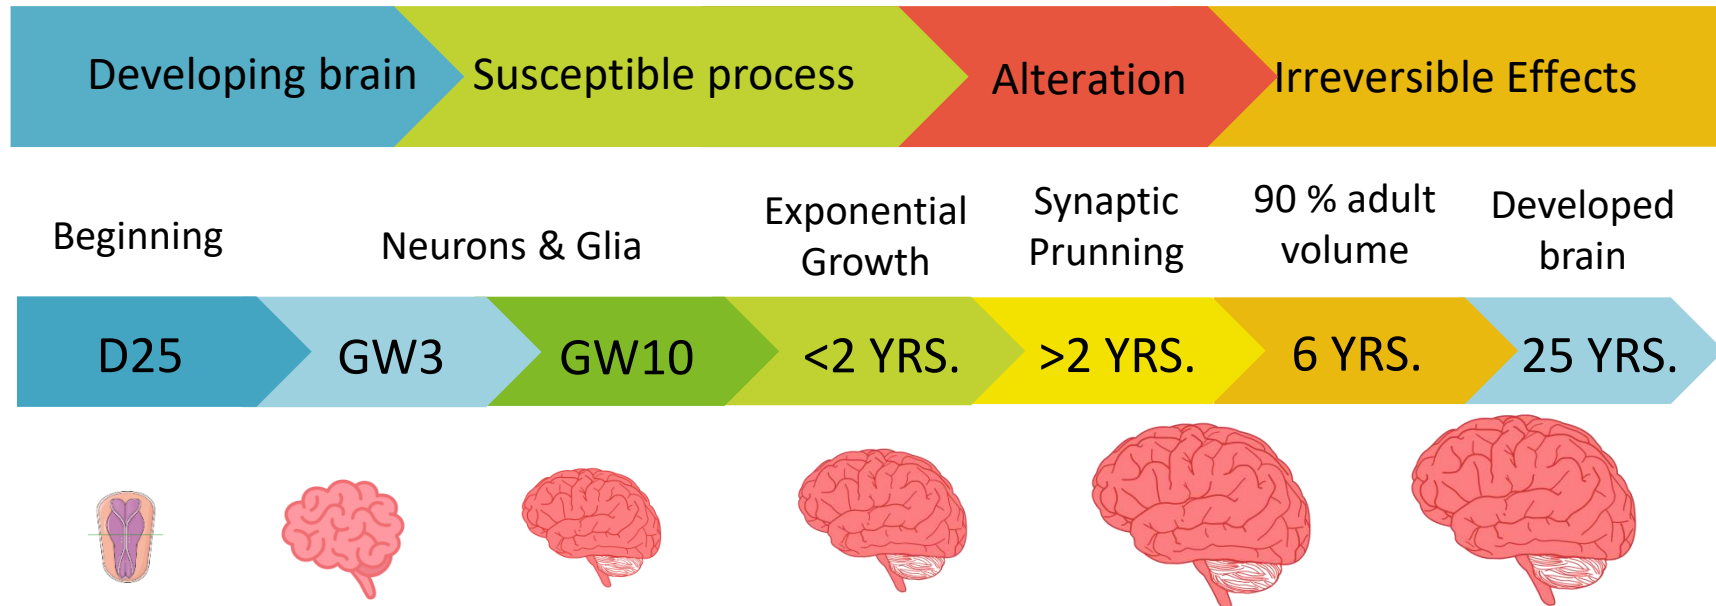 Developing brain
Susceptible process
Alteration
Irreversible Effects
Beginning
Neurons & Glia
Exponential
Growth
Synaptic
Prunning
90 % adult
volume
Developed
brain
D25
GW3
GW10
<2 YRS.
>2 YRS.
6 YRS.
25 YRS.